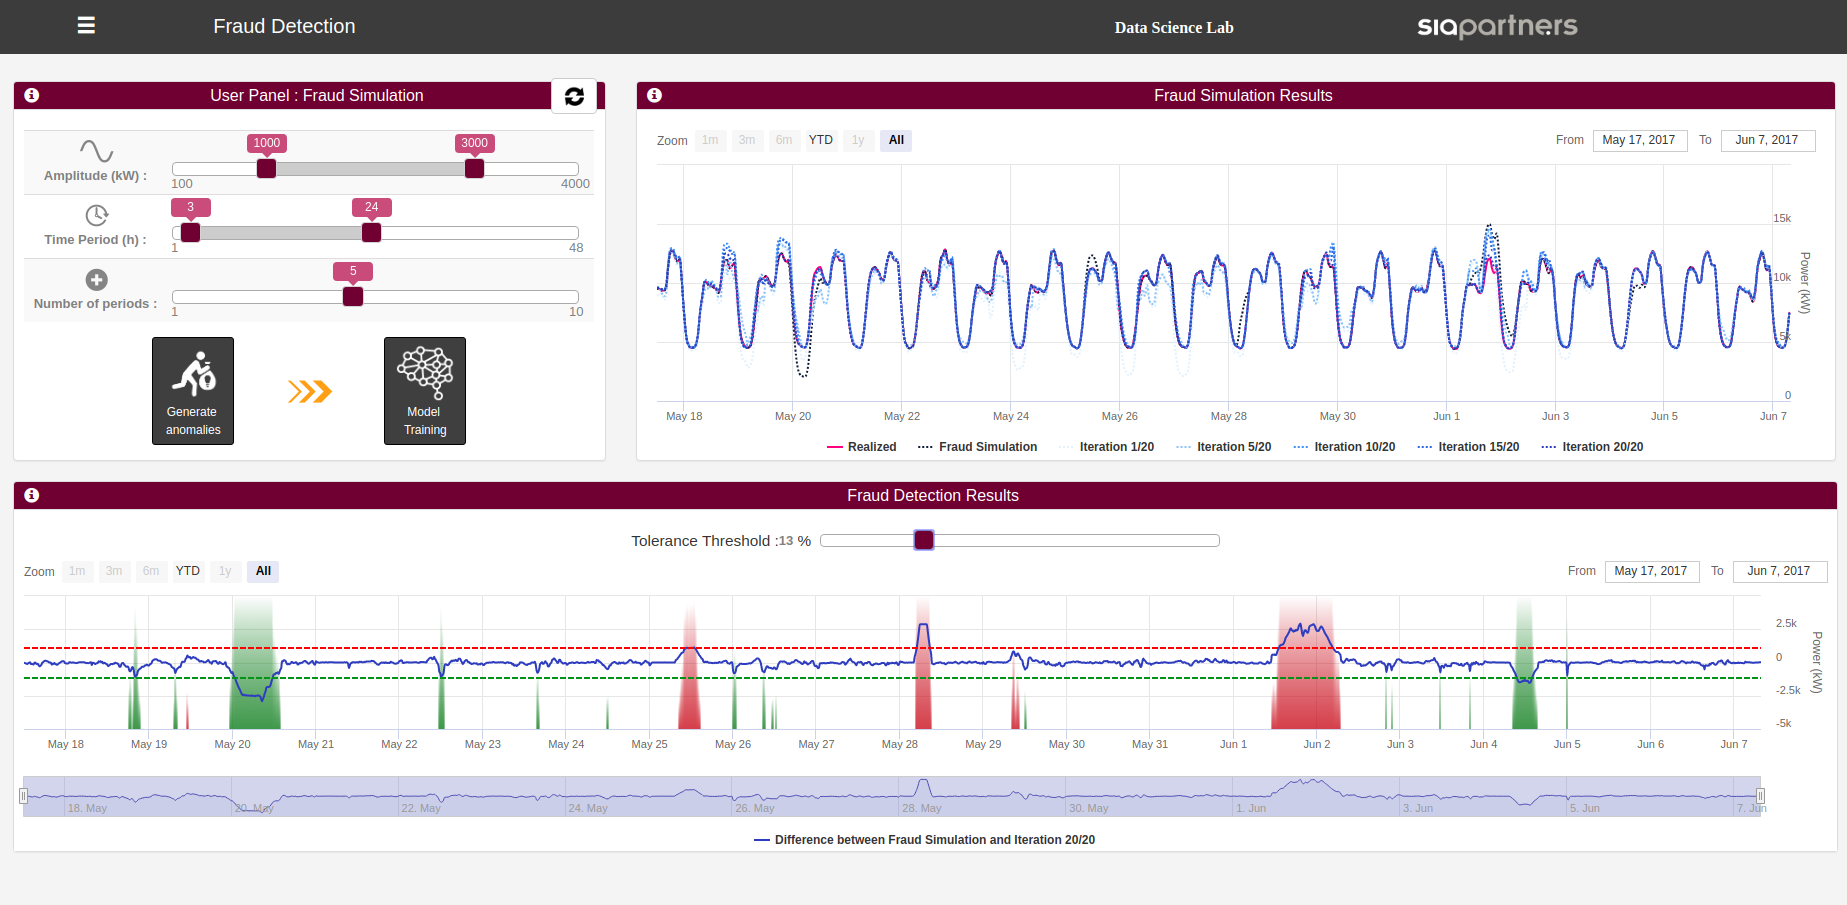 Fraud Detection
Data Science Lab
siapartners
User Panel : Fraud Simulation
1000 3000
Amplitude (kW) :
100 4000
3 24
Time Period (h) :
1 48
5
Number of periods :
1 10
Generate
anomalies
Model
Training
Fraud Simulation Results
Zoom 1m 3m 6m YTD 1y All
From May 17, 2017 To Jun 7, 2017
15k
10k
5k
0
Power (kW)
May 18 May 20 May 22 May 24 May 26 May 28 May 30 Jun 1 Jun 3 Jun 5 Jun 7
Realized Fraud Simulation Iteration 1/20 Iteration 5/20 Iteration 10/20 Iteration 15/20 Iteration 20/20
Fraud Detection Results
Tolerance Threshold :13 %
Zoom 1m 3m 6m YTD 1y All
From May 17, 2017 To Jun 7, 2017
2.5k
0
-2.5k
-5k
Power (kW)
May 18 May 19 May 20 May 21 May 22 May 23 May 24 May 25 May 26 May 27 May 28 May 29 May 30 May 31 Jun 1 Jun 2 Jun 3 Jun 4 Jun 5 Jun 6 Jun 7
18. May 20. May 22. May 24. May 26. May 28. May 30. May 1. Jun 3. Jun 5. Jun 7. Jun
Difference between Fraud Simulation and Iteration 20/20